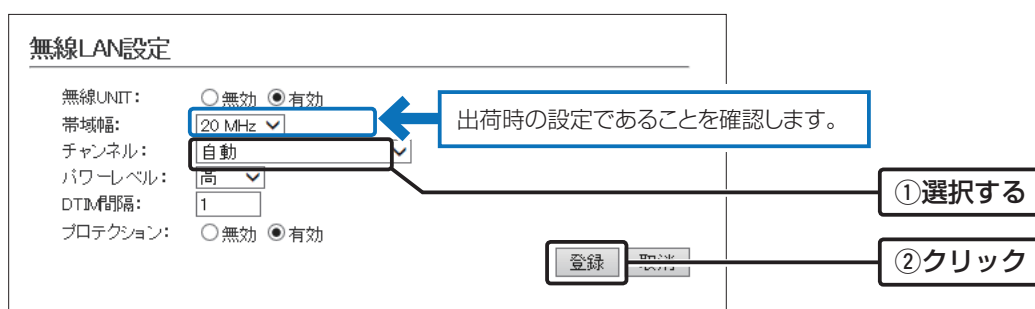 無線LAN設定
無線UNIT： 無効 有効
帯域幅： 20 MHz
出荷時の設定であることを確認します。
チャンネル： 自動
パワーレベル： 高
①選択する
DTIM間隔： 1
プロテクション： 無効 有効
登録 取消
②クリック